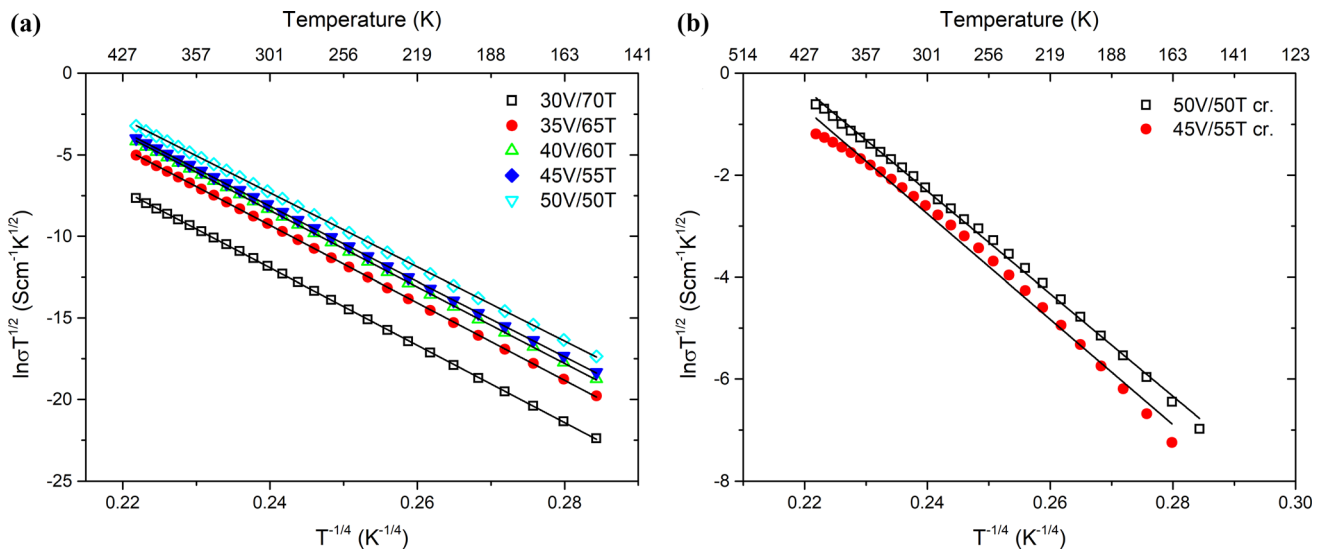 (a)
Temperature (K)
427 357 301 256 219 188 163 141
0
-5
-10
-15
-20
-25
lnσT^1/2 (Scm^-1K^1/2)
30V/70T
35V/65T
40V/60T
45V/55T
50V/50T
0.22 0.24 0.26 0.28
T^-1/4 (K^-1/4)
(b)
Temperature (K)
514 427 357 301 256 219 188 163 141 123
0
-2
-4
-6
-8
lnσT^1/2 (Scm^-1K^1/2)
50V/50T cr.
45V/55T cr.
0.22 0.24 0.26 0.28 0.30
T^-1/4 (K^-1/4)